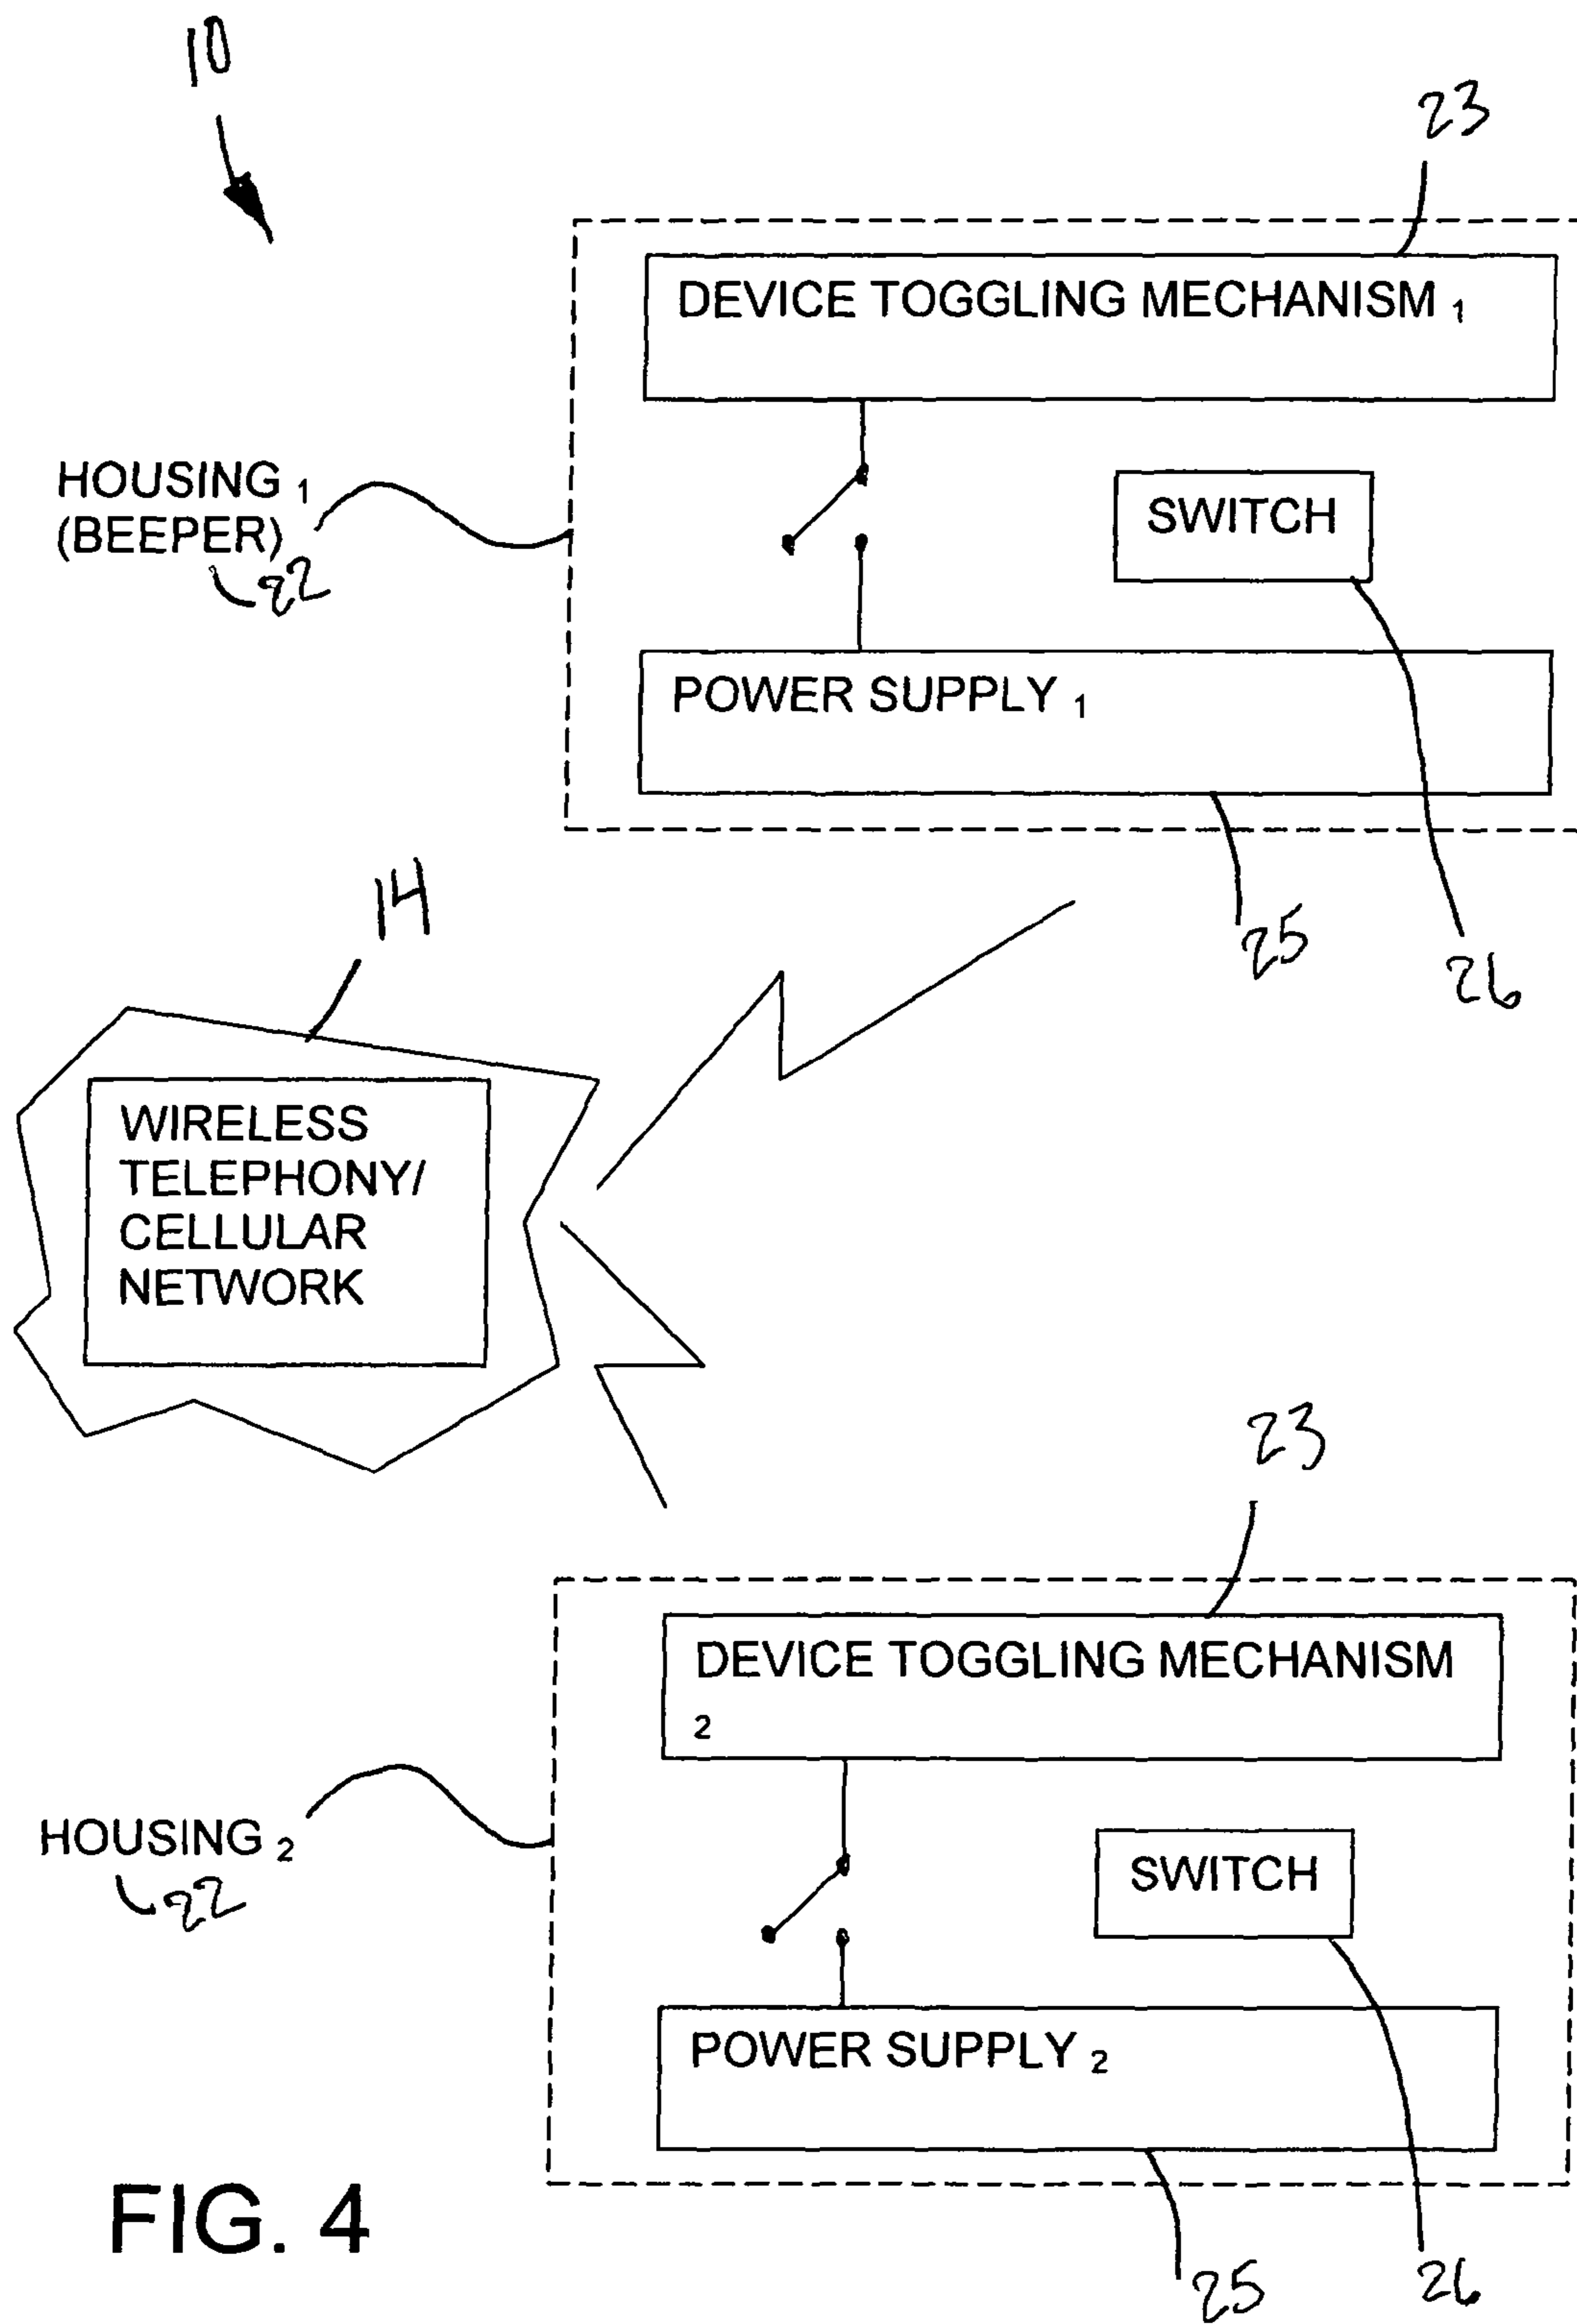 10
23
DEVICE TOGGLING MECHANISM 1
HOUSING 1
(BEEPER)
22
SWITCH
POWER SUPPLY 1
25
26
14
WIRELESS
TELEPHONY/
CELLULAR
NETWORK
23
DEVICE TOGGLING MECHANISM
2
HOUSING 2
22
SWITCH
POWER SUPPLY 2
25
26
FIG. 4